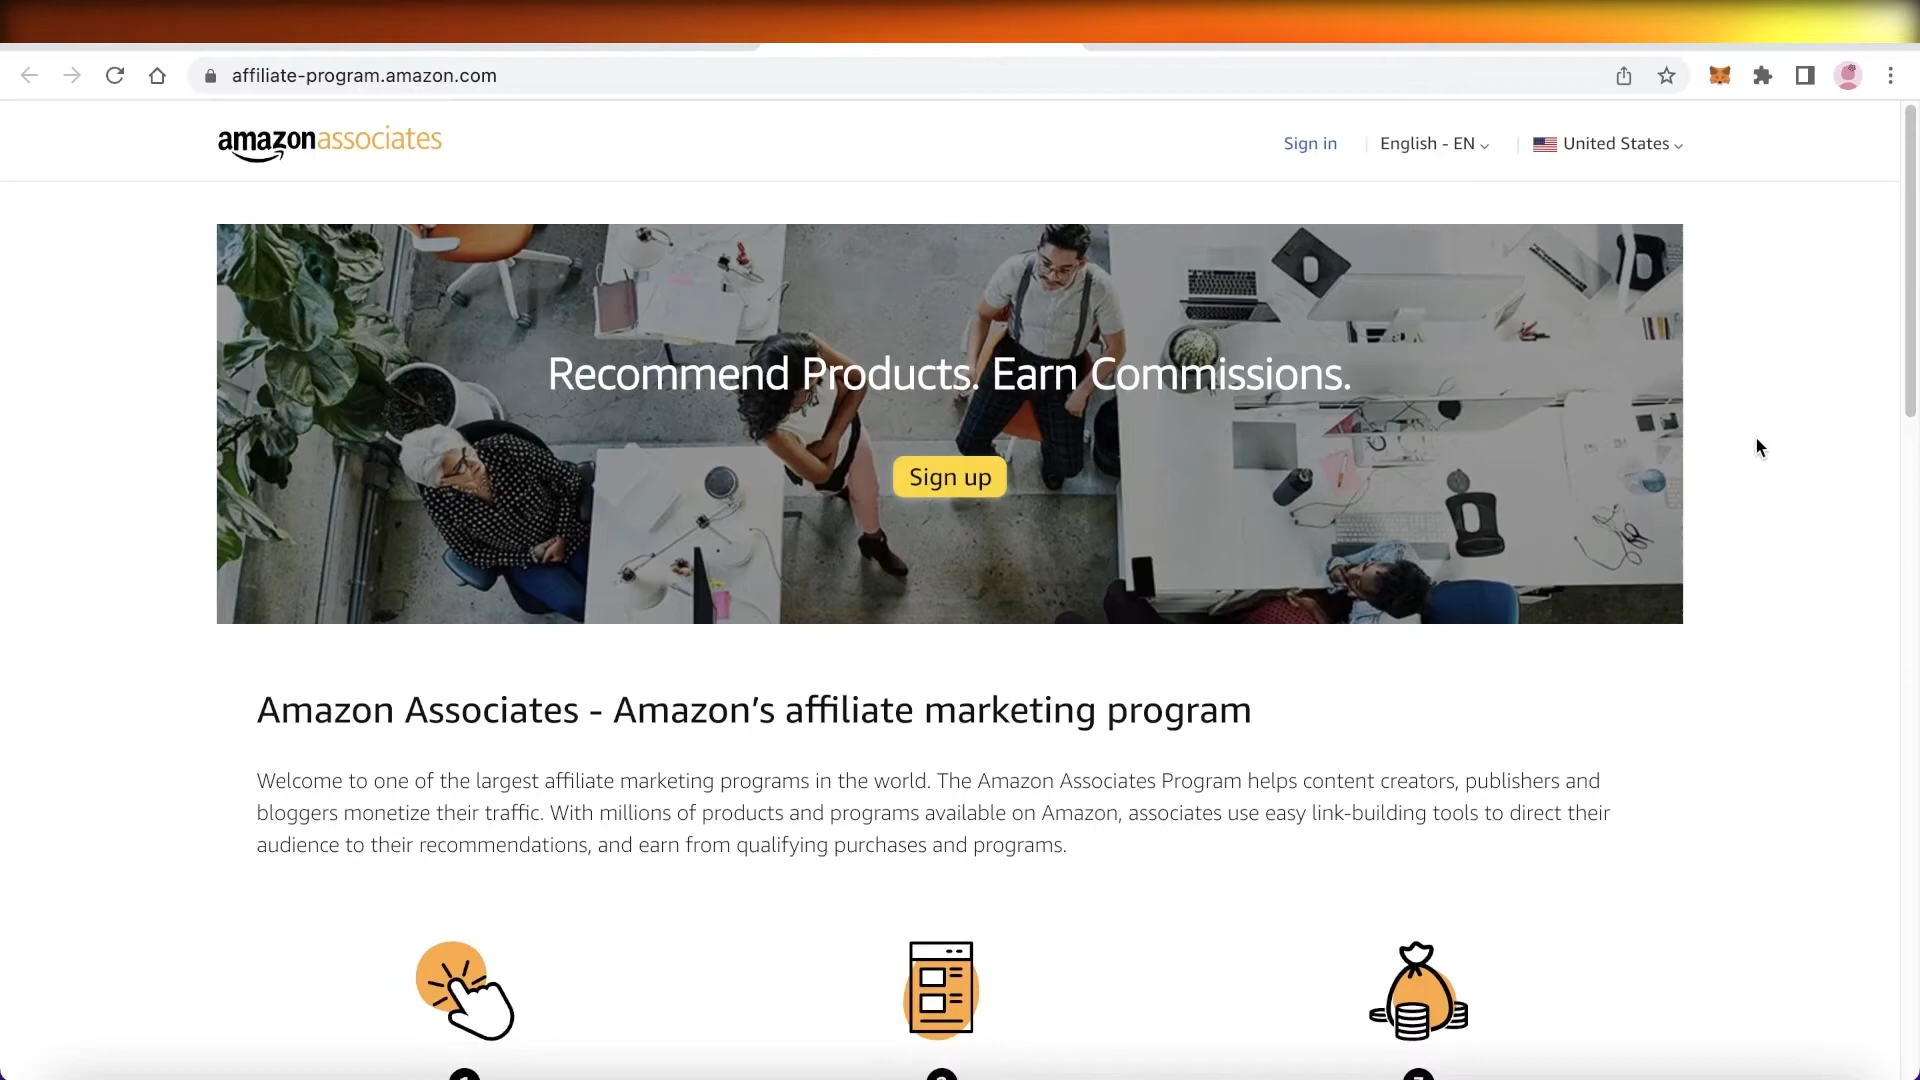 affiliate-program.amazon.com
amazonassociates
Sign in
English - EN
United States
Recommend Products. Earn Commissions.
Sign up
Amazon Associates - Amazon's affiliate marketing program
Welcome to one of the largest affiliate marketing programs in the world. The Amazon Associates Program helps content creators, publishers and
bloggers monetize their traffic. With millions of products and programs available on Amazon, associates use easy link-building tools to direct their
audience to their recommendations, and earn from qualifying purchases and programs.